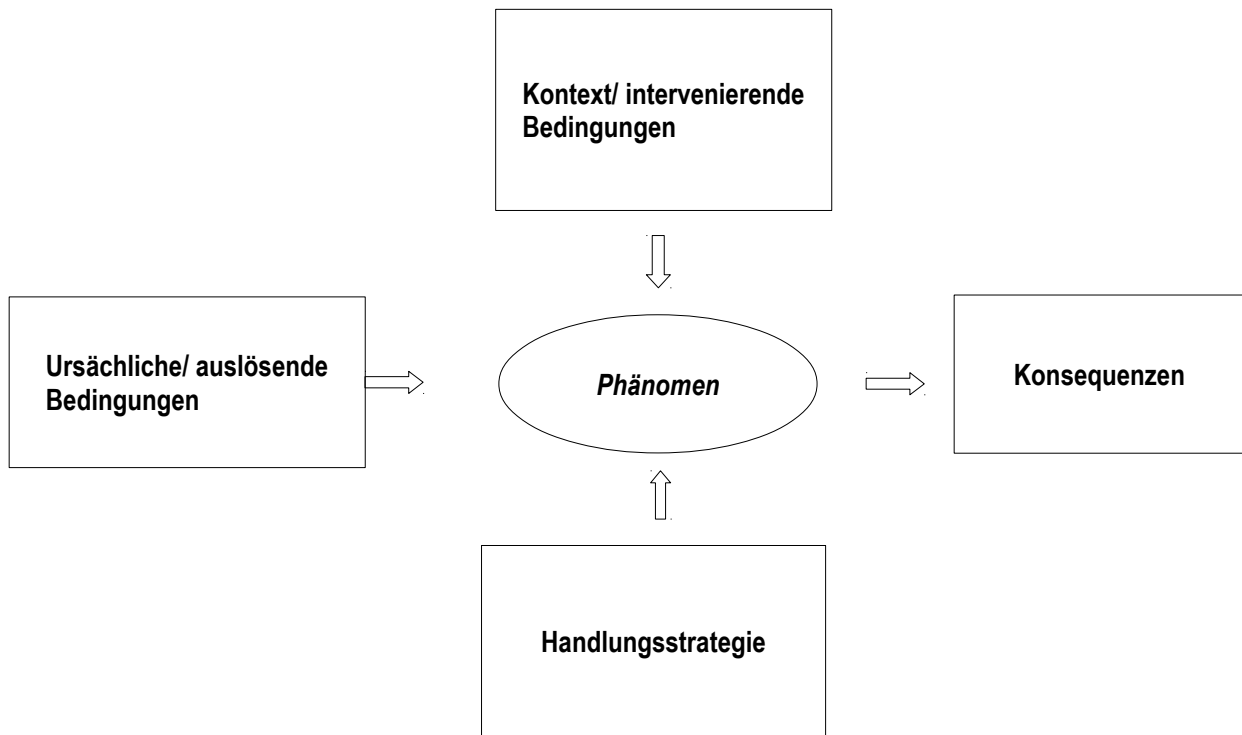 Kontext/ intervenierende
Bedingungen
Ursächliche/ auslösende
Bedingungen
Phänomen
Konsequenzen
Handlungsstrategie